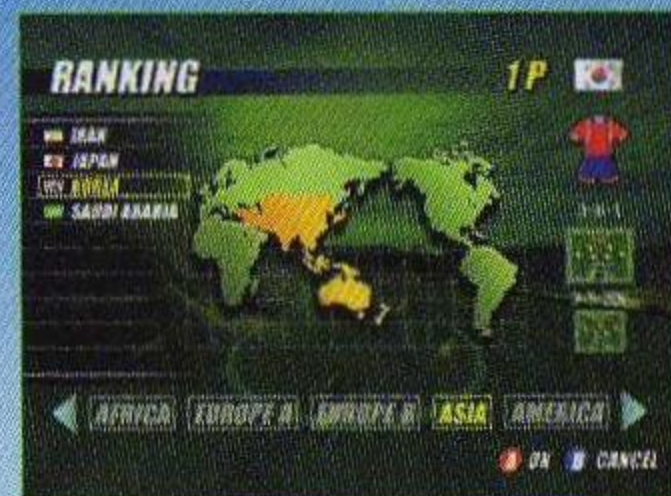 RANKING
1P
IRAN
JAPAN
KOREA
SAUDI ARABIA
AFRICA EUROPE A EUROPE B ASIA AMERICA
A OK B CANCEL